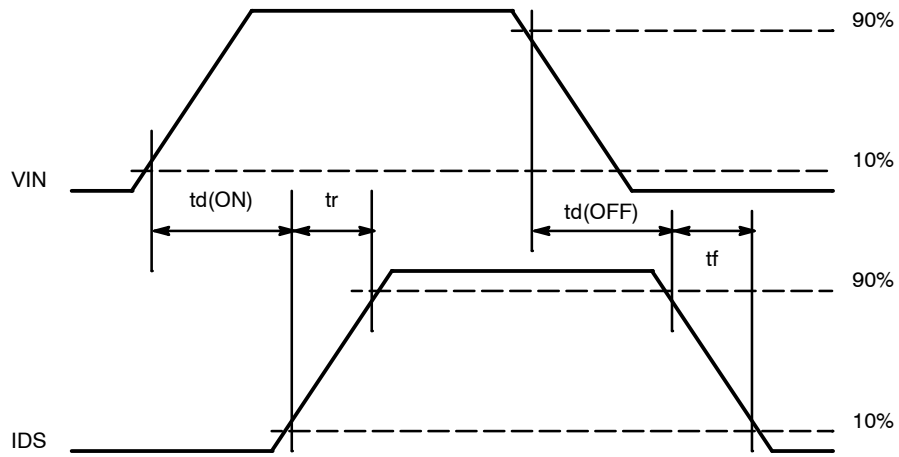 90%
10%
VIN
td(ON)
tr
td(OFF)
tf
90%
10%
IDS